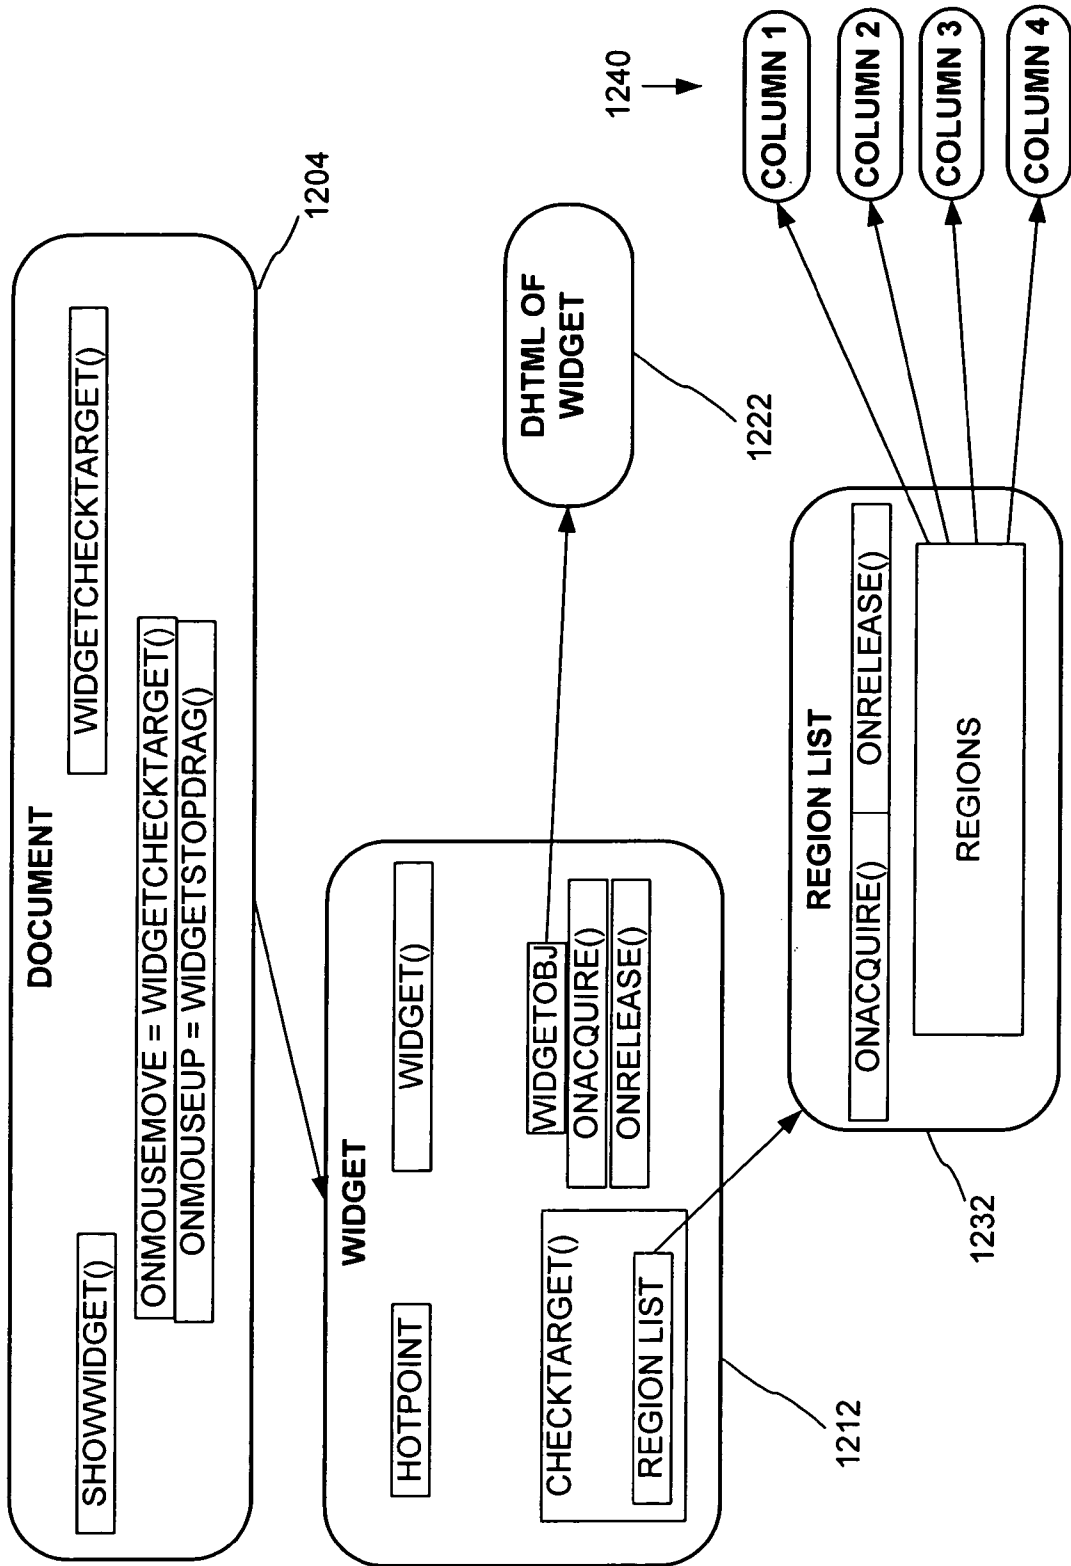 DOCUMENT
SHOWWIDGET()
WIDGETCHECKTARGET()
ONMOUSEMOVE = WIDGETCHECKTARGET()
ONMOUSEUP = WIDGETSTOPDRAG()
1204
WIDGET
HOTPOINT
WIDGET()
CHECKTARGET()
REGION LIST
WIDGETOBJ
ONACQUIRE()
ONRELEASE()
1212
DHTML OF
WIDGET
1222
REGION LIST
ONACQUIRE()
ONRELEASE()
REGIONS
1232
1240
COLUMN 1
COLUMN 2
COLUMN 3
COLUMN 4